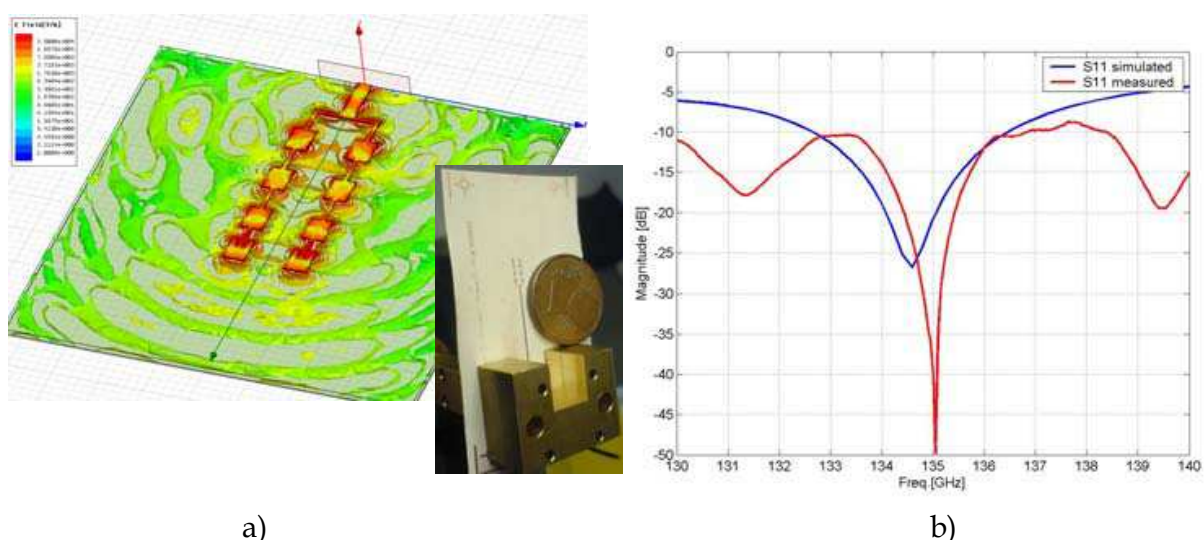 E Field[V/m]
0
-5
-10
-15
-20
-25
-30
-35
-40
-45
-50
Magnitude [dB]
S11 simulated
S11 measured
130 131 132 133 134 135 136 137 138 139 140
Freq.[GHz]
a) b)